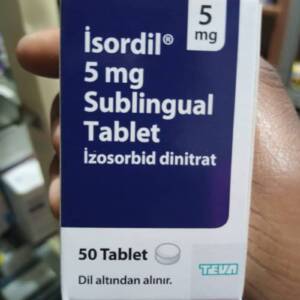 İsordil®
5 mg
5 mg
Sublingual
Tablet
İzosorbid dinitrat
50 Tablet
Dil altından alınır.
TEVA